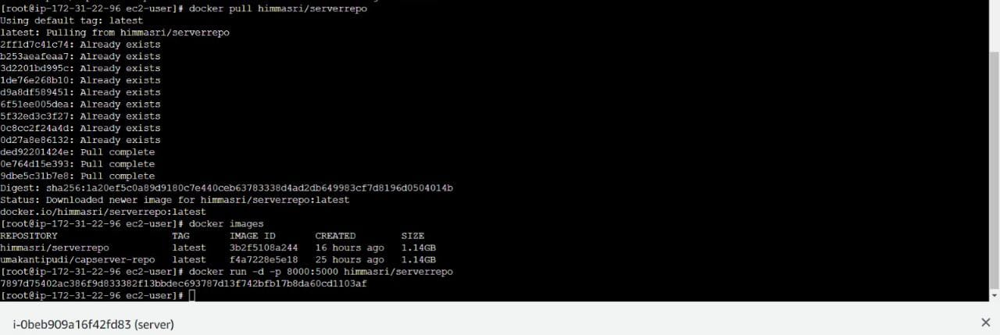 [root@ip-172-31-22-96 ec2-user]# docker pull himmasri/serverrepo
Using default tag: latest
latest: Pulling from himmasri/serverrepo
2ff1d7c41c74: Already exists
b253aeafeaa7: Already exists
3d2201bd995c: Already exists
1de76e268b10: Already exists
d9a8df589451: Already exists
6f51ee005dea: Already exists
5f32ed3c3f27: Already exists
0c8cc2f24a4d: Already exists
0d27a8e86132: Already exists
ded92201424e: Pull complete
0e764d15e393: Pull complete
9dbe5c31b7e8: Pull complete
Digest: sha256:1a20ef5c0a89d9180c7e440ceb63783338d4ad2db649983cf7d8196d0504014b
Status: Downloaded newer image for himmasri/serverrepo:latest
docker.io/himmasri/serverrepo:latest
[root@ip-172-31-22-96 ec2-user]# docker images
REPOSITORY TAG IMAGE ID CREATED SIZE
himmasri/serverrepo latest 3b2f5108a244 16 hours ago 1.14GB
umakantipudi/capserver-repo latest f4a7228e5e18 25 hours ago 1.14GB
[root@ip-172-31-22-96 ec2-user]# docker run -d -p 8000:5000 himmasri/serverrepo
7897d75402ac386f9d833382f13bbdec693787d13f742bfb17b8da60cd1103af
[root@ip-172-31-22-96 ec2-user]#
i-0beb909a16f42fd83 (server)